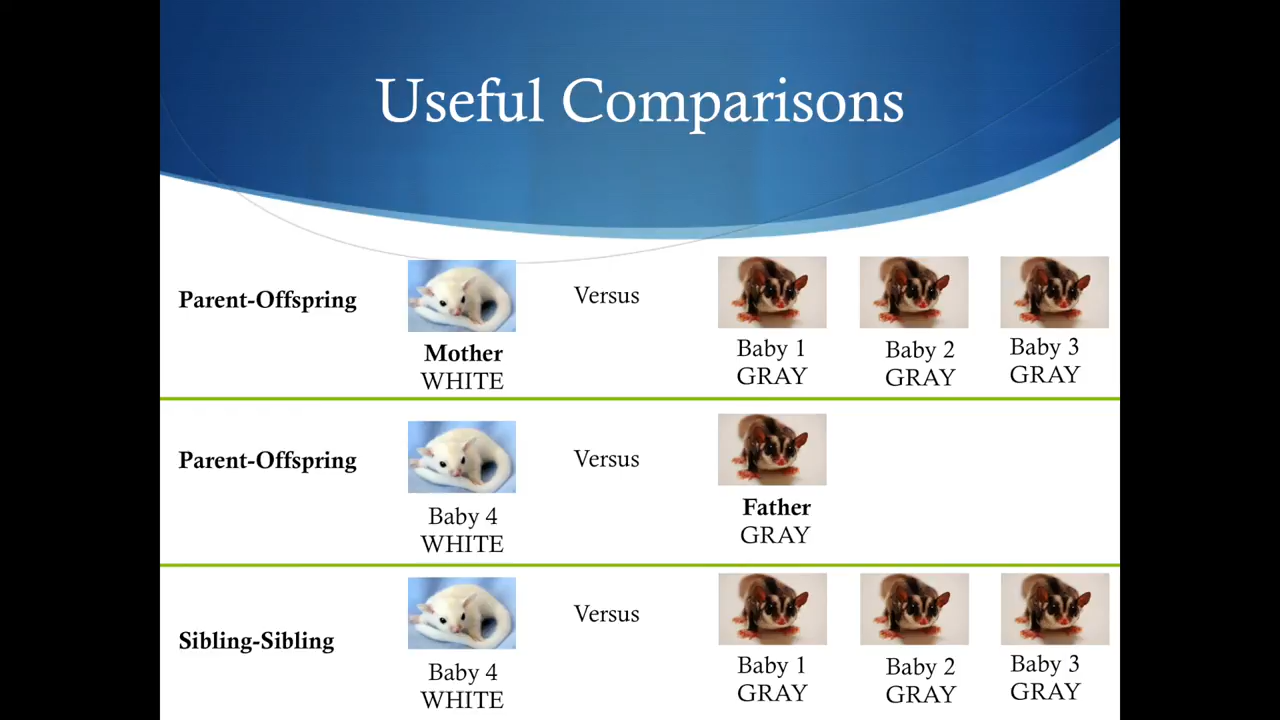 Useful Comparisons
Parent-Offspring
Mother
WHITE
Versus
Baby 1
GRAY
Baby 2
GRAY
Baby 3
GRAY
Parent-Offspring
Baby 4
WHITE
Versus
Father
GRAY
Sibling-Sibling
Baby 4
WHITE
Versus
Baby 1
GRAY
Baby 2
GRAY
Baby 3
GRAY